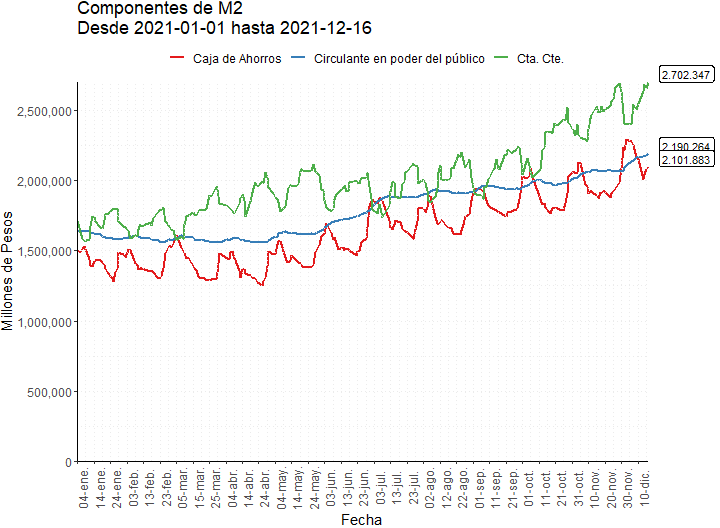 Componentes de M2
Desde 2021-01-01 hasta 2021-12-16
Caja de Ahorros Circulante en poder del público Cta. Cte.
2.702.347
2.190.264
2.101.883
2,500,000
2,000,000
1,500,000
1,000,000
500,000
0
Millones de Pesos
04-ene. 14-ene. 24-ene. 03-feb. 13-feb. 23-feb. 05-mar. 15-mar. 25-mar. 04-abr. 14-abr. 24-abr. 04-may. 14-may. 24-may. 03-jun. 13-jun. 23-jun. 03-jul. 13-jul. 23-jul. 02-ago. 12-ago. 22-ago. 01-sep. 11-sep. 21-sep. 01-oct. 11-oct. 21-oct. 31-oct. 10-nov. 20-nov. 30-nov. 10-dic.
Fecha